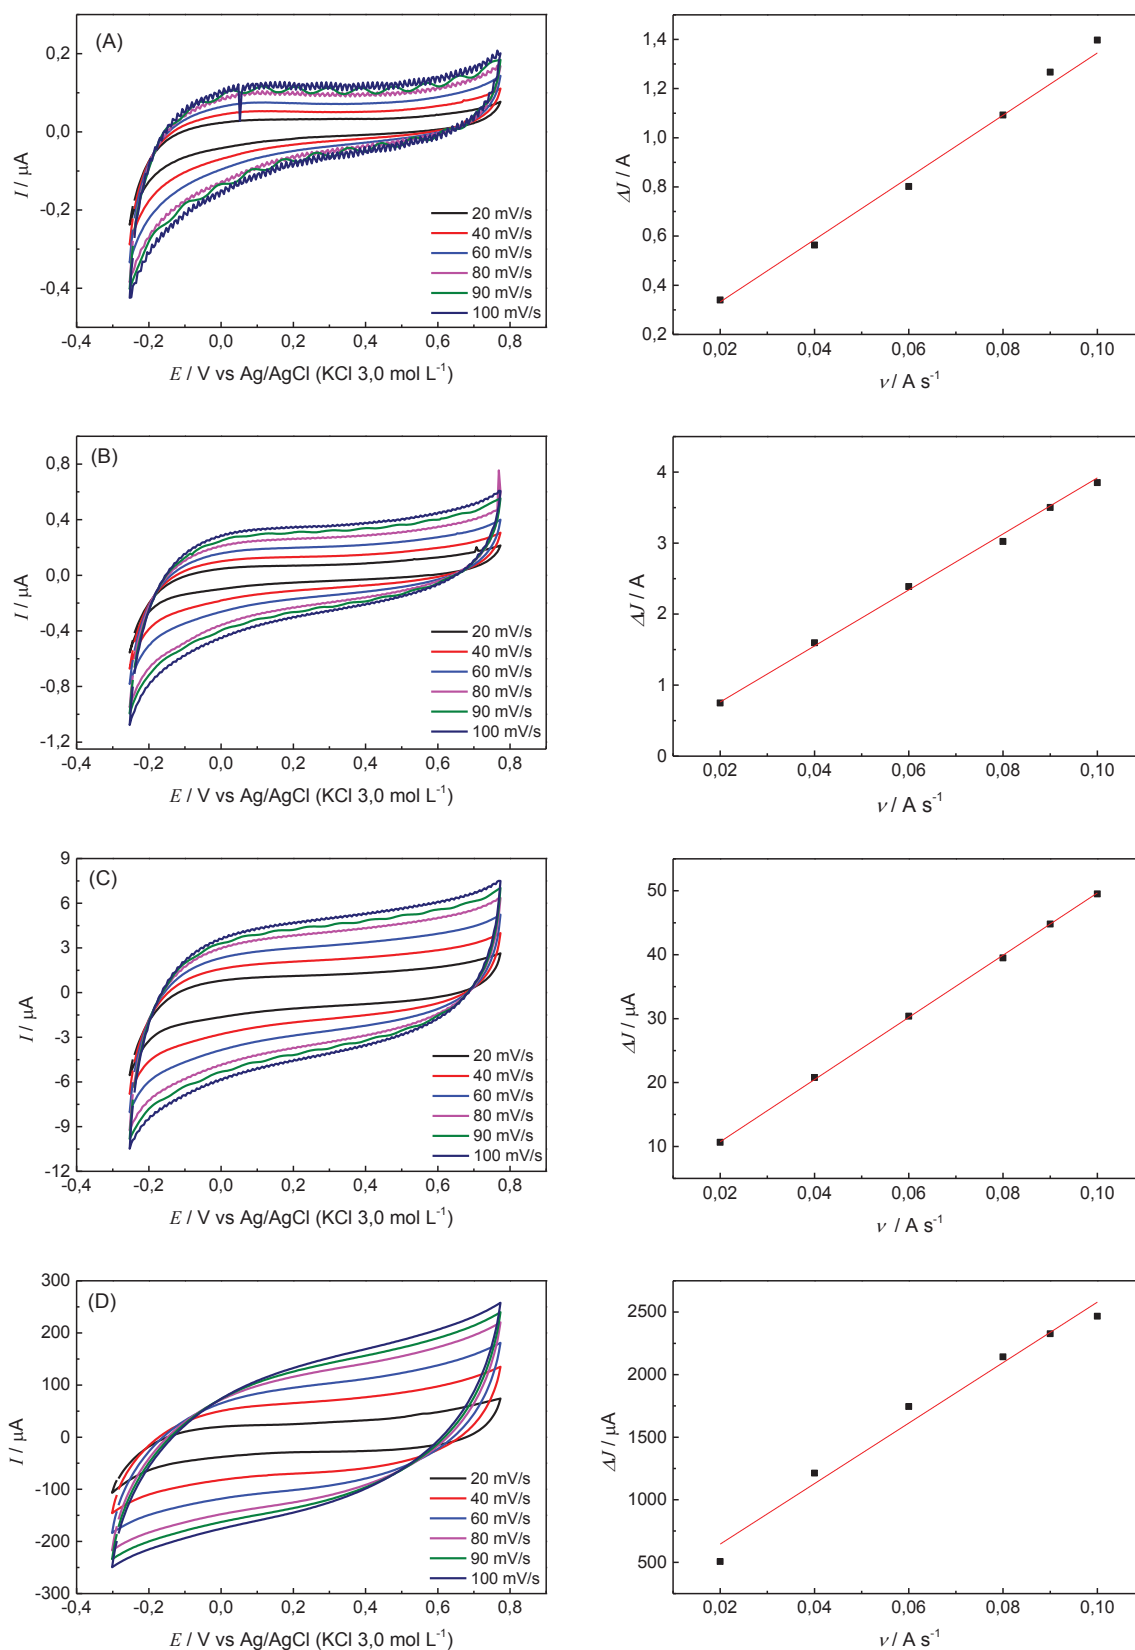 (A)
0,2
0,0
-0,2
-0,4
I / µA
20 mV/s
40 mV/s
60 mV/s
80 mV/s
90 mV/s
100 mV/s
-0,4 -0,2 0,0 0,2 0,4 0,6 0,8
E / V vs Ag/AgCl (KCl 3,0 mol L⁻¹)
1,4
1,2
1,0
0,8
0,6
0,4
0,2
ΔJ / A
0,02 0,04 0,06 0,08 0,10
ν / A s⁻¹
(B)
0,8
0,4
0,0
-0,4
-0,8
-1,2
I / µA
20 mV/s
40 mV/s
60 mV/s
80 mV/s
90 mV/s
100 mV/s
-0,4 -0,2 0,0 0,2 0,4 0,6 0,8
E / V vs Ag/AgCl (KCl 3,0 mol L⁻¹)
4
3
2
1
0
ΔJ / A
0,02 0,04 0,06 0,08 0,10
ν / A s⁻¹
(C)
9
6
3
0
-3
-6
-9
-12
I / µA
20 mV/s
40 mV/s
60 mV/s
80 mV/s
90 mV/s
100 mV/s
-0,4 -0,2 0,0 0,2 0,4 0,6 0,8
E / V vs Ag/AgCl (KCl 3,0 mol L⁻¹)
50
40
30
20
10
ΔJ / µA
0,02 0,04 0,06 0,08 0,10
ν / A s⁻¹
(D)
300
200
100
0
-100
-200
-300
I / µA
20 mV/s
40 mV/s
60 mV/s
80 mV/s
90 mV/s
100 mV/s
-0,4 -0,2 0,0 0,2 0,4 0,6 0,8
E / V vs Ag/AgCl (KCl 3,0 mol L⁻¹)
2500
2000
1500
1000
500
ΔJ / µA
0,02 0,04 0,06 0,08 0,10
ν / A s⁻¹